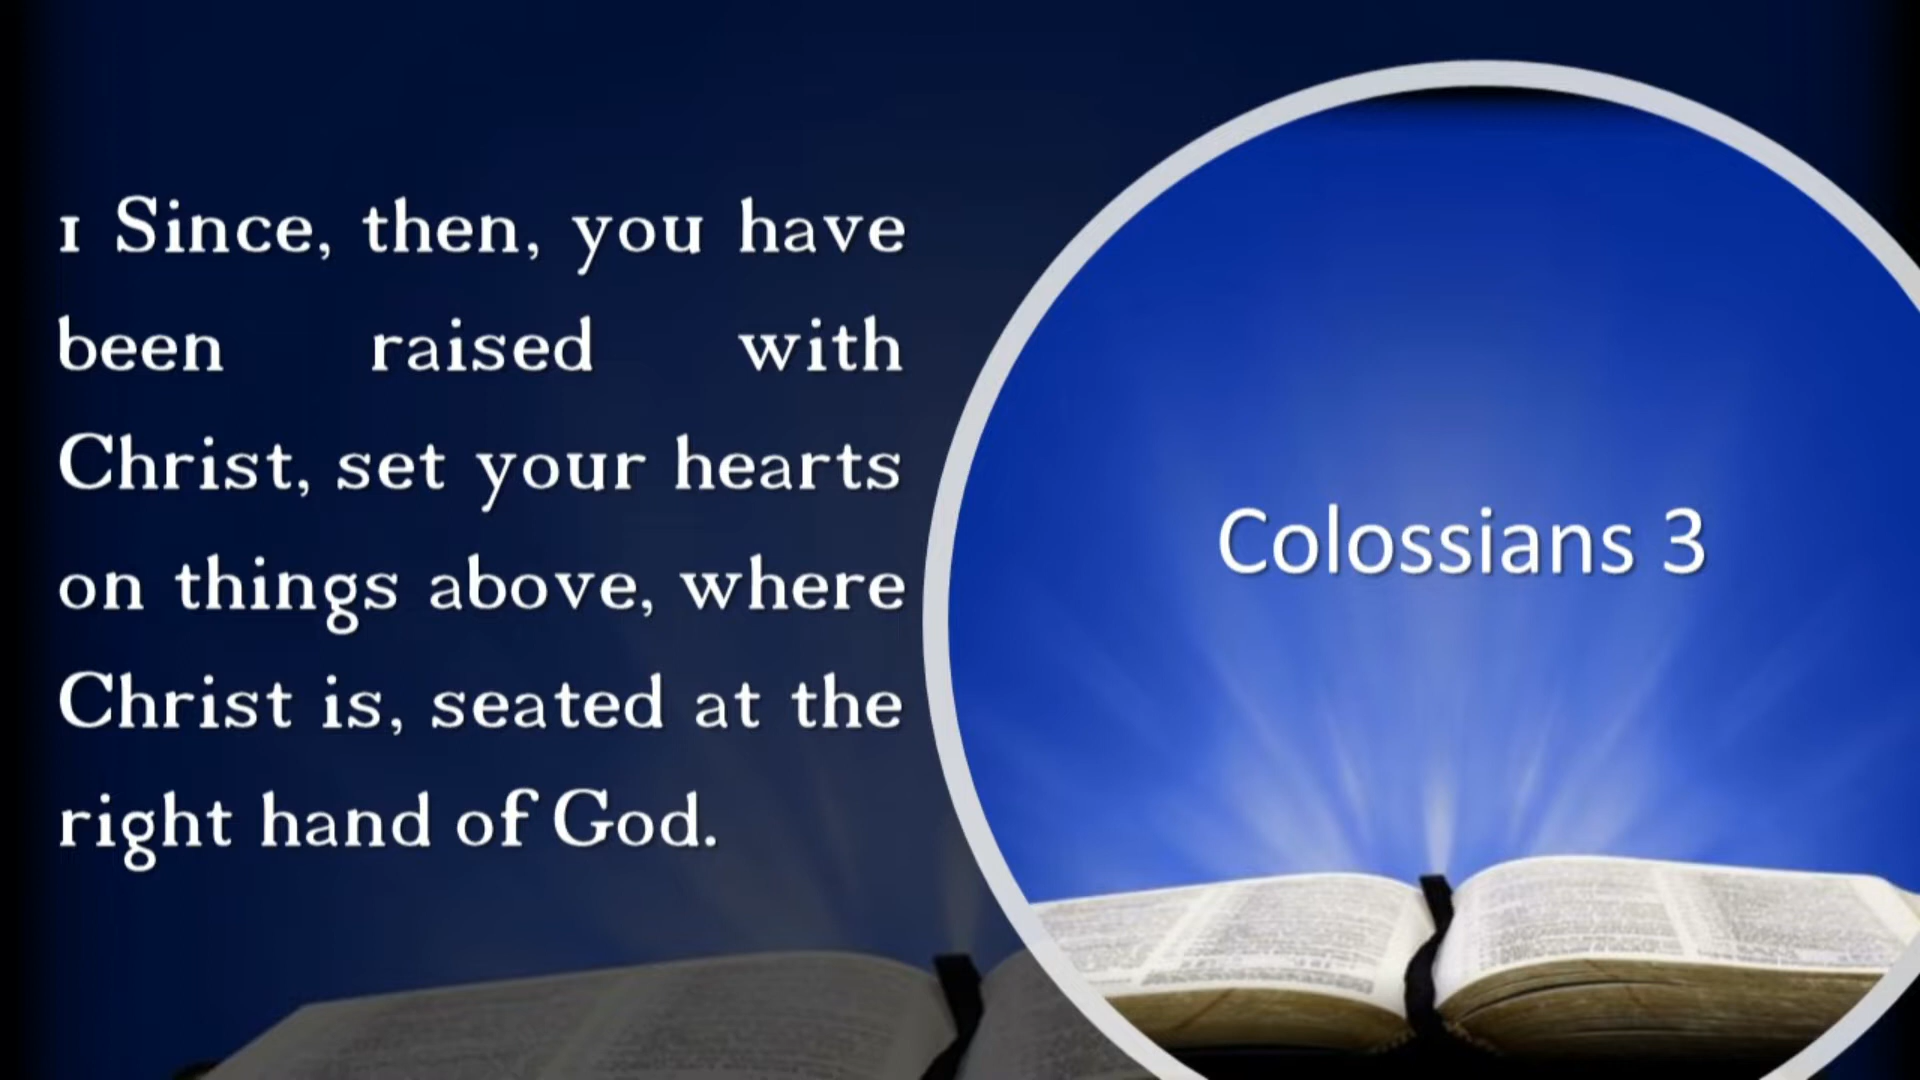 1 Since, then, you have
been raised with
Christ, set your hearts
on things above, where
Christ is, seated at the
right hand of God.
Colossians 3